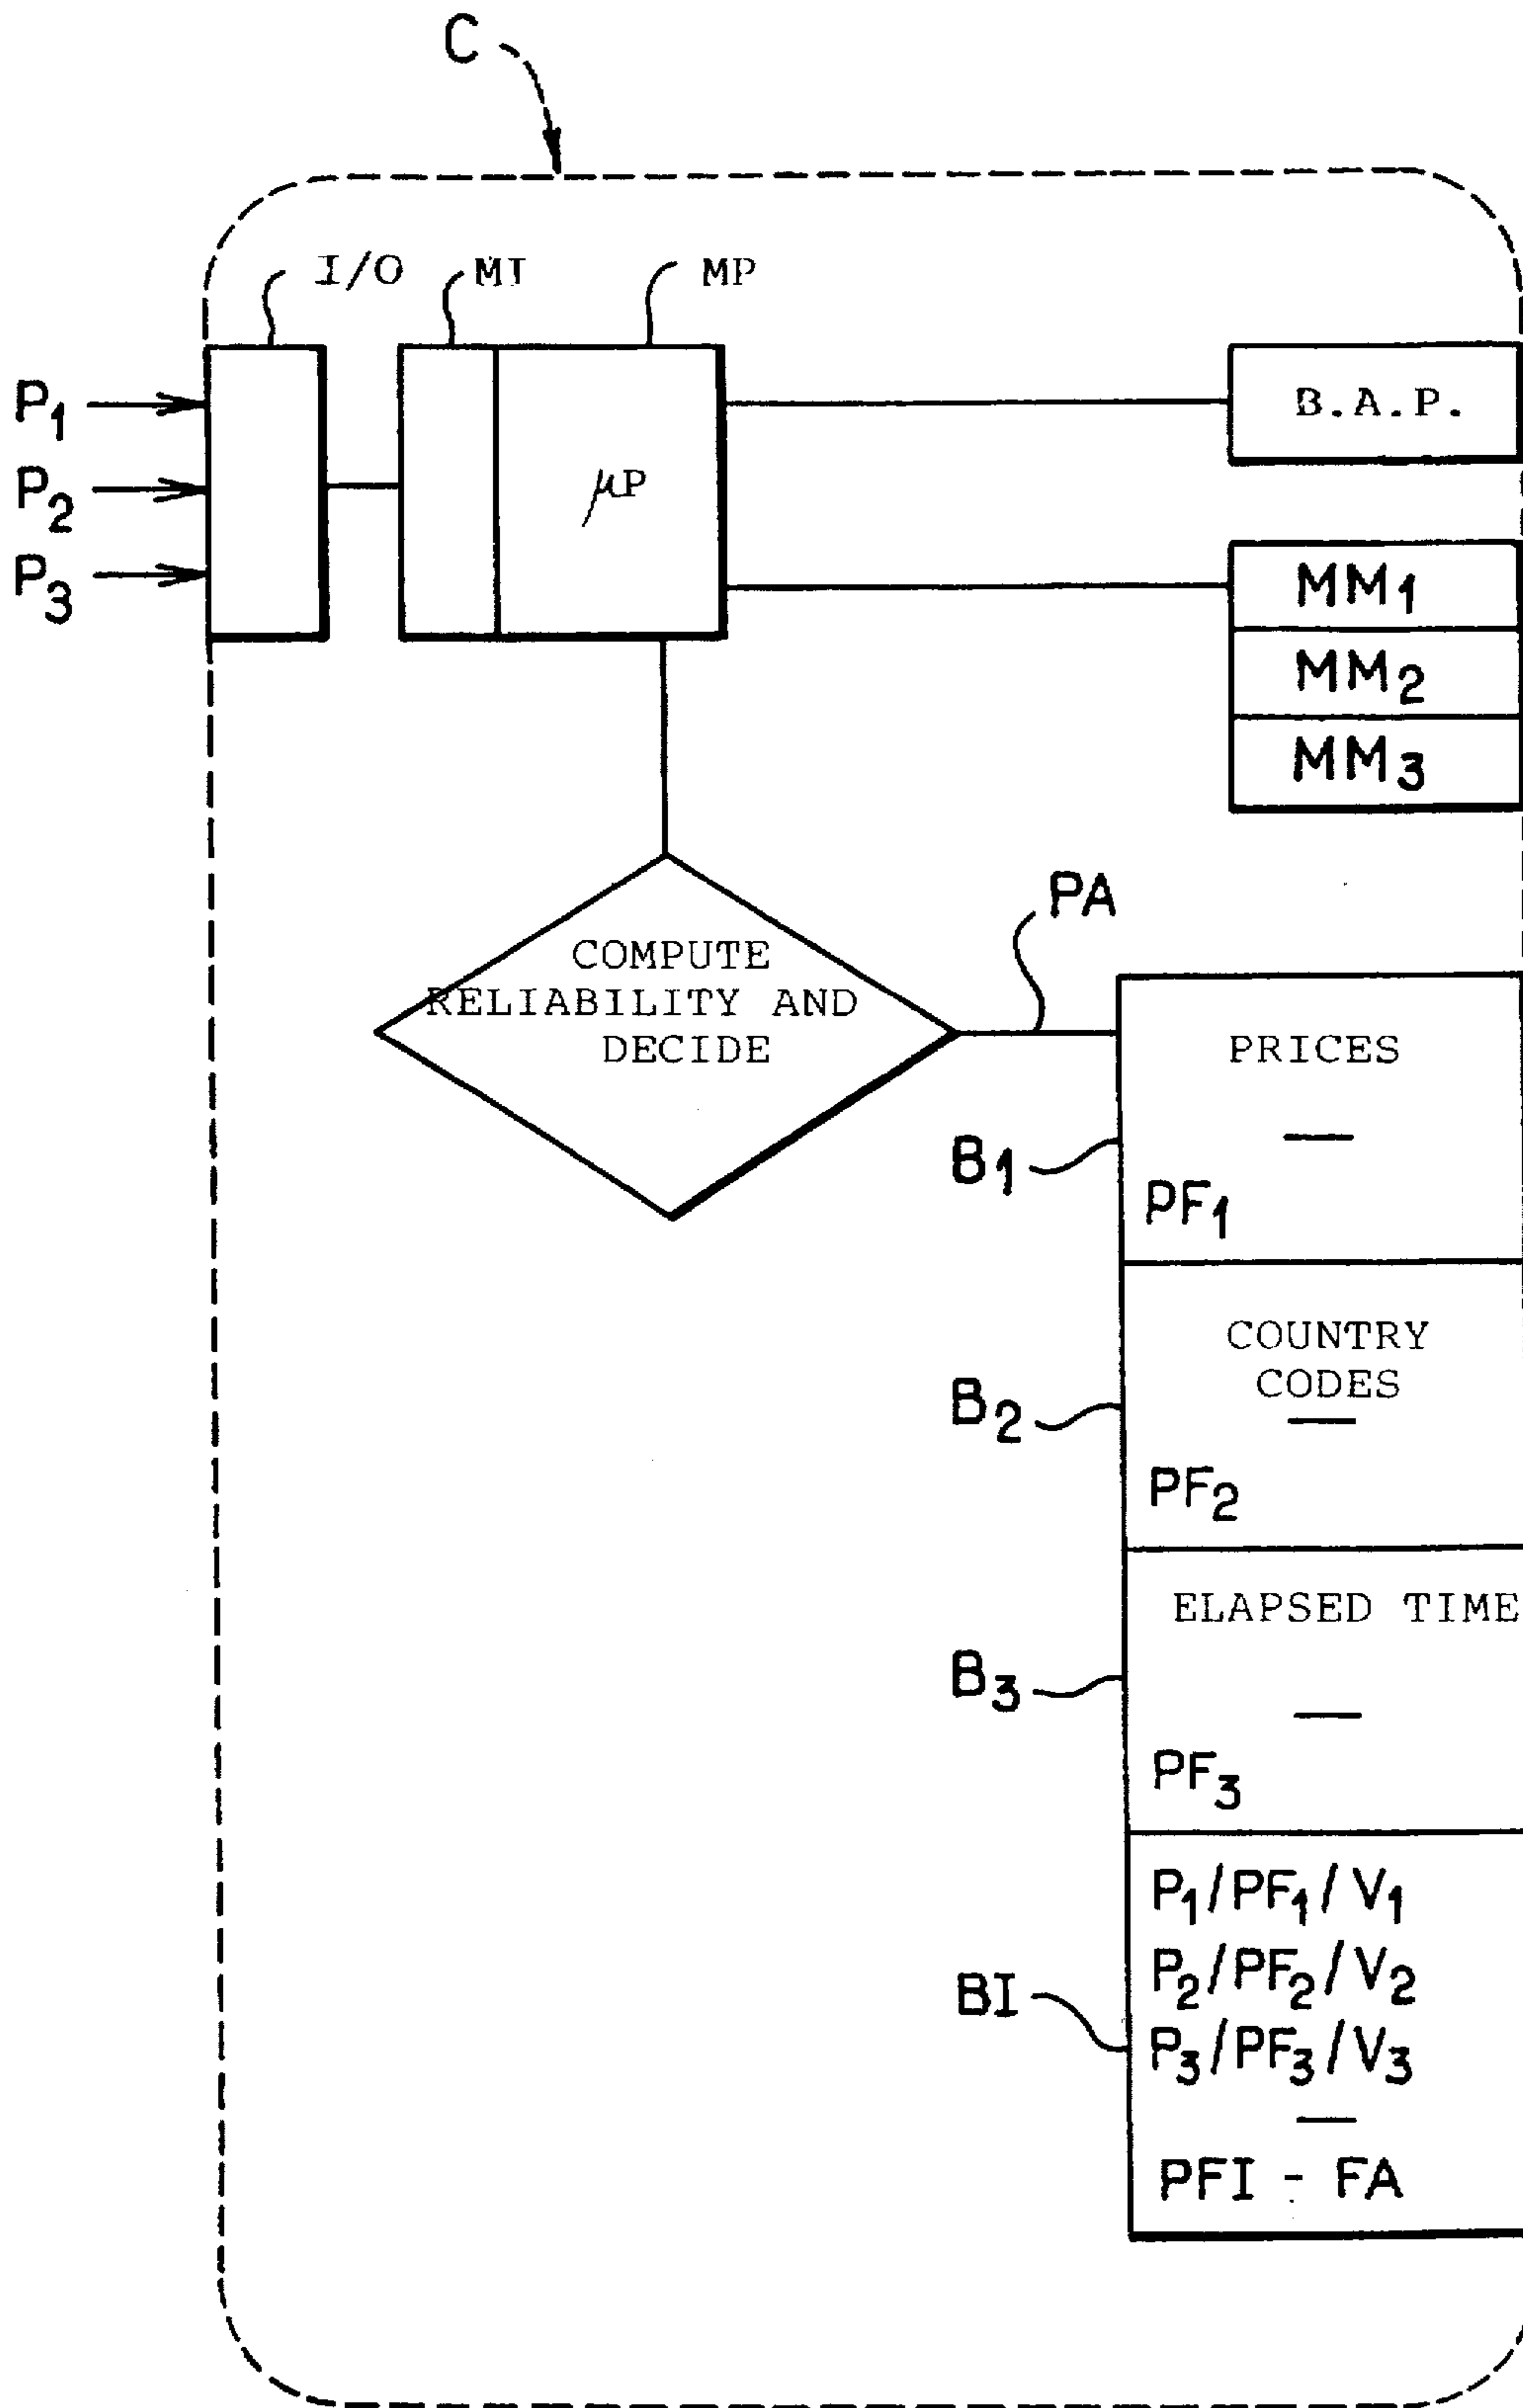 C
I/O MI MP
P1
P2
P3
μP
B.A.P.
MM1
MM2
MM3
PA
COMPUTE
RELIABILITY AND
DECIDE
PRICES
B1
PF1
COUNTRY
CODES
B2
PF2
ELAPSED TIME
B3
PF3
P1/PF1/V1
P2/PF2/V2
BI
P3/PF3/V3
PFI - FA